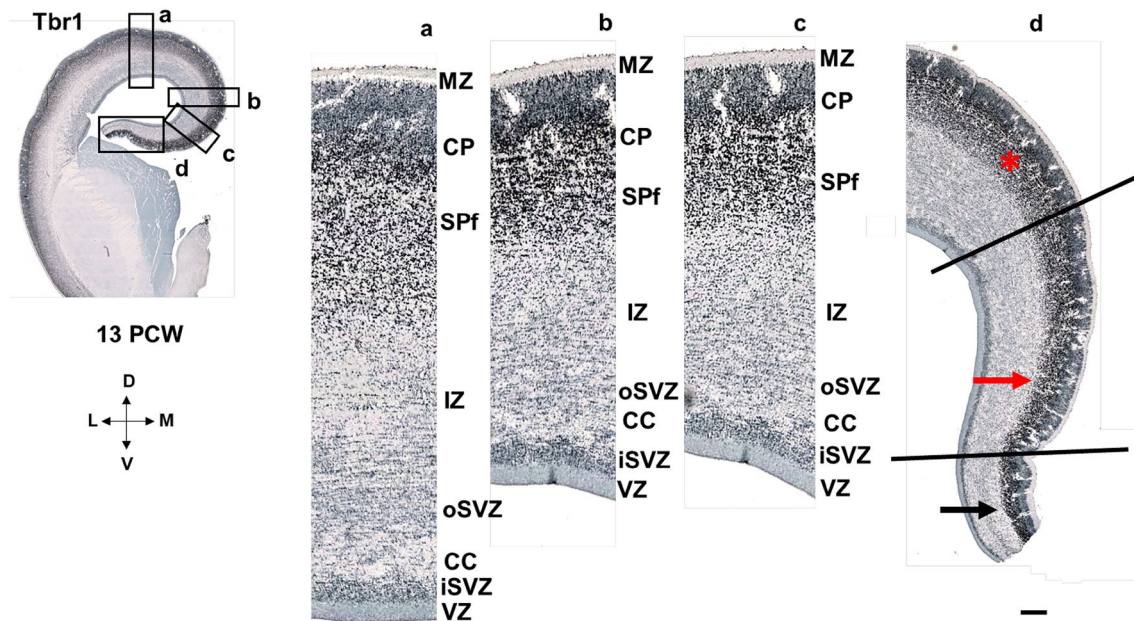 Tbr1
a
b
c
d
13 PCW
D
L M
V
a
MZ
CP
SPf
IZ
oSVZ
CC
iSVZ
VZ
b
MZ
CP
SPf
IZ
oSVZ
CC
iSVZ
VZ
c
MZ
CP
SPf
IZ
oSVZ
CC
iSVZ
VZ
d
*